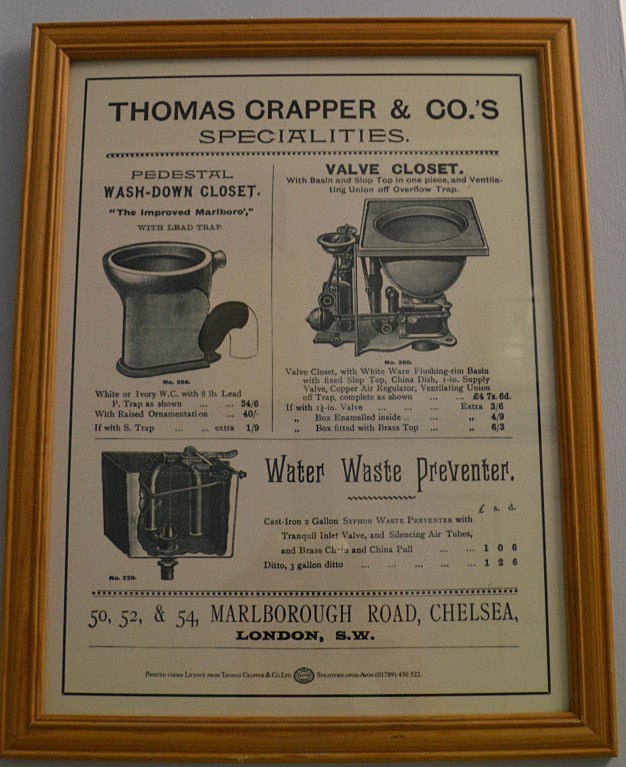 THOMAS CRAPPER & CO.'S
SPECIALITIES.
PEDESTAL
WASH-DOWN CLOSET.
"The Improved Marlboro',"
WITH LEAD TRAP.
No. 588.
White or Ivory W.C. with 8 lb. Lead
P. Trap as shown ... ... 34/6
With Raised Ornamentation ... 40/-
If with S. Trap ... ... extra 1/9
VALVE CLOSET.
With Basin and Slop Top in one piece, and Ventila-
ting Union off Overflow Trap.
No. 560.
Valve Closet, with White Ware Flushing-rim Basin
with fixed Slop Top, China Dish, 1-in. Supply
Valve, Copper Air Regulator, Ventilating Union
off Trap, complete as shown ... ... £4 7s. 6d.
If with 1¼-in. Valve ... ... ... Extra 3/6
„ Box Enamelled inside .. ... „ 4/9
„ Box fitted with Brass Top ... „ 6/3
No. 220.
Water Waste Preventer.
£ s. d.
Cast-Iron 2 Gallon SYPHON WASTE PREVENTER with
Tranquil Inlet Valve, and Silencing Air Tubes,
and Brass Chain and China Pull ... ... 1 0 6
Ditto, 3 gallon ditto ... ... ... ... ... 1 2 6
50, 52, & 54, MARLBOROUGH ROAD, CHELSEA,
LONDON, S.W.
PRINTED UNDER LICENCE FROM THOMAS CRAPPER & CO. LTD. STRATFORD-UPON-AVON (01789) 450 522.